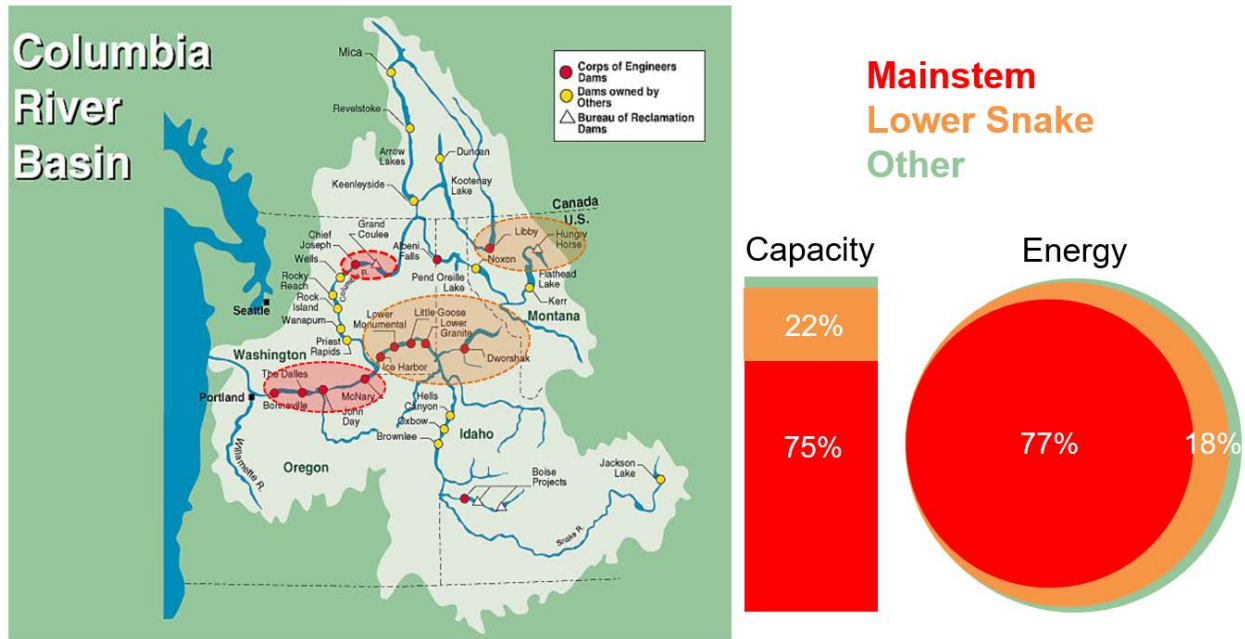 Columbia
River
Basin
Corps of Engineers
Dams
Dams owned by
Others
Bureau of Reclamation
Dams
Mica
Revelstoke
Arrow
Lakes
Duncan
Keenleyside
Kootenay
Lake
Canada
U.S.
Grand
Coulee
Chief
Joseph
Wells
Rocky
Reach
Rock
Island
Wanapum
Priest
Rapids
Columbia
R.
Albeni
Falls
Pend Oreille
Lake
Libby
Hungry
Horse
Noxon
Flathead
Lake
Kerr
Montana
Seattle
Washington
Lower
Monumental
Little Goose
Lower
Granite
Ice Harbor
Dworshak
The Dalles
McNary
Portland
Bonneville
John
Day
Willamette R.
Oregon
Hells
Canyon
Oxbow
Brownlee
Idaho
Boise
Projects
Jackson
Lake
Snake R.
Mainstem
Lower Snake
Other
Capacity
22%
75%
Energy
77%
18%